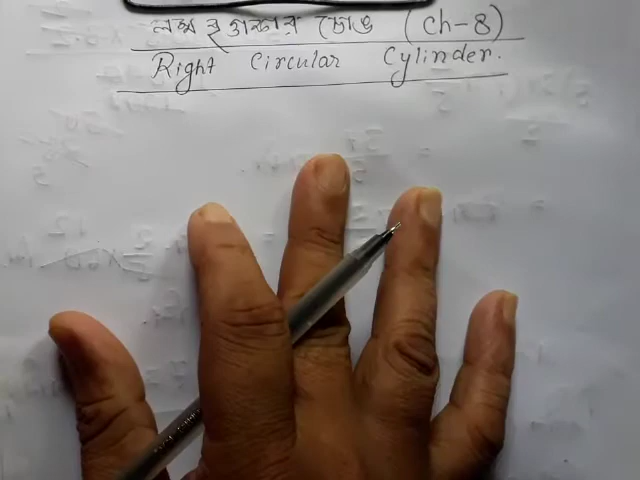 লম্ব বৃত্তাকার চোঙ (Ch-8)
Right Circular Cylinder.